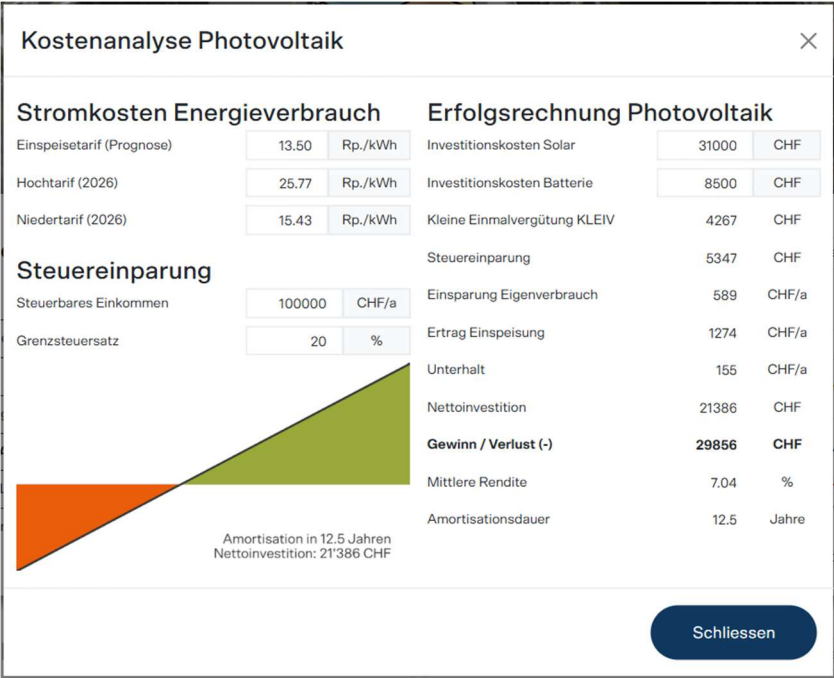 Kostenanalyse Photovoltaik
Stromkosten Energieverbrauch
Einspeisetarif (Prognose) 13.50 Rp./kWh
Hochtarif (2026) 25.77 Rp./kWh
Niedertarif (2026) 15.43 Rp./kWh
Steuereinparung
Steuerbares Einkommen 100000 CHF/a
Grenzsteuersatz 20 %
Amortisation in 12.5 Jahren
Nettoinvestition: 21'386 CHF
Erfolgsrechnung Photovoltaik
Investitionskosten Solar 31000 CHF
Investitionskosten Batterie 8500 CHF
Kleine Einmalvergütung KLEIV 4267 CHF
Steuereinparung 5347 CHF
Einsparung Eigenverbrauch 589 CHF/a
Ertrag Einspeisung 1274 CHF/a
Unterhalt 155 CHF/a
Nettoinvestition 21386 CHF
Gewinn / Verlust (-) 29856 CHF
Mittlere Rendite 7.04 %
Amortisationsdauer 12.5 Jahre
Schliessen